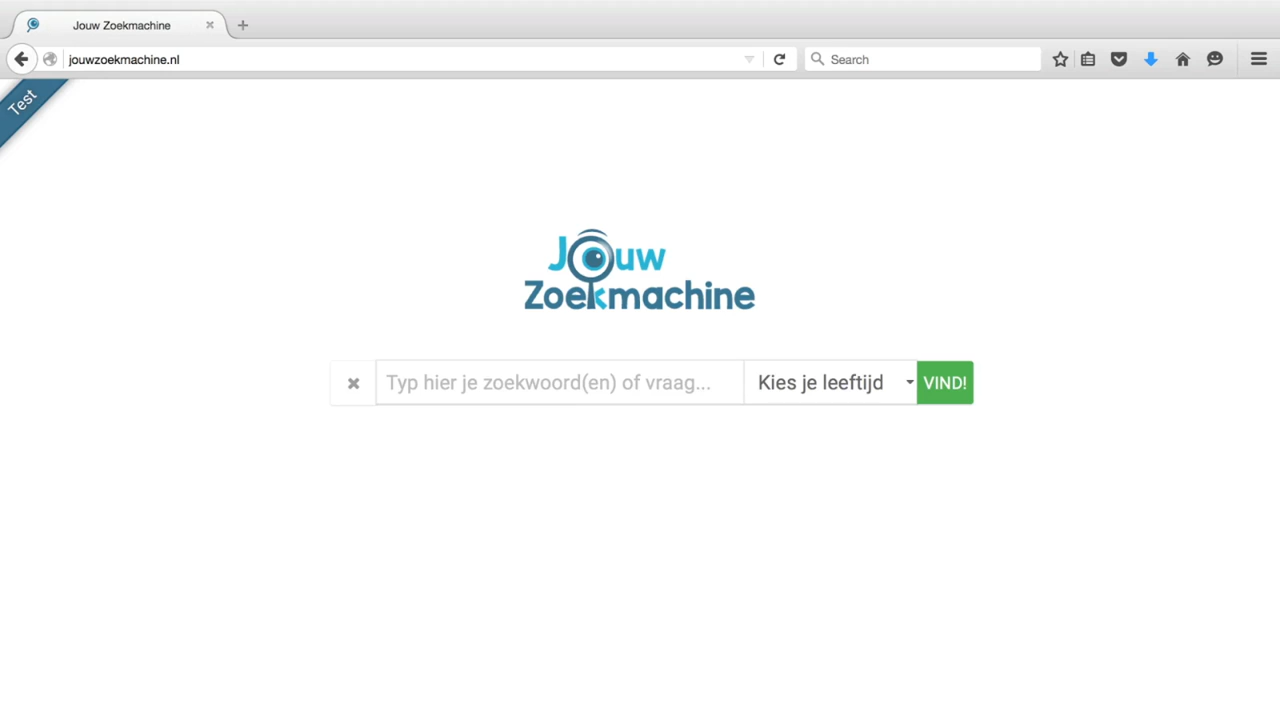 Jouw Zoekmachine
jouwzoekmachine.nl
Search
Test
Jouw
Zoekmachine
Typ hier je zoekwoord(en) of vraag...
Kies je leeftijd
VIND!